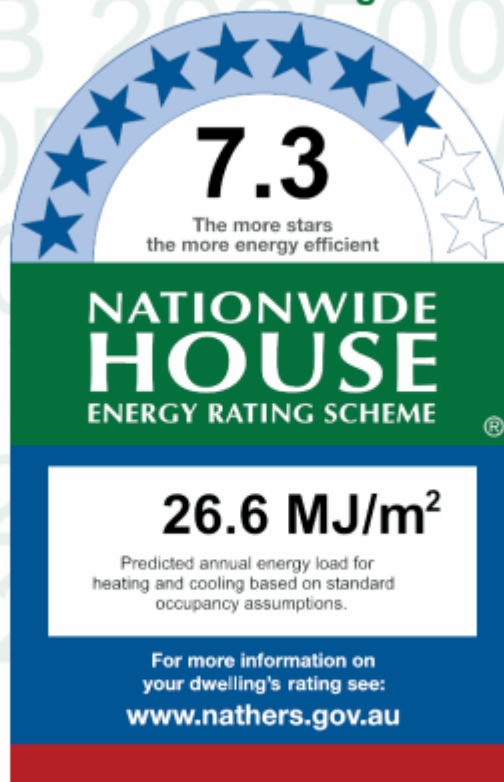 7.3
The more stars
the more energy efficient
NATIONWIDE
HOUSE
ENERGY RATING SCHEME
®
26.6 MJ/m²
Predicted annual energy load for
heating and cooling based on standard
occupancy assumptions.
For more information on
your dwelling's rating see:
www.nathers.gov.au